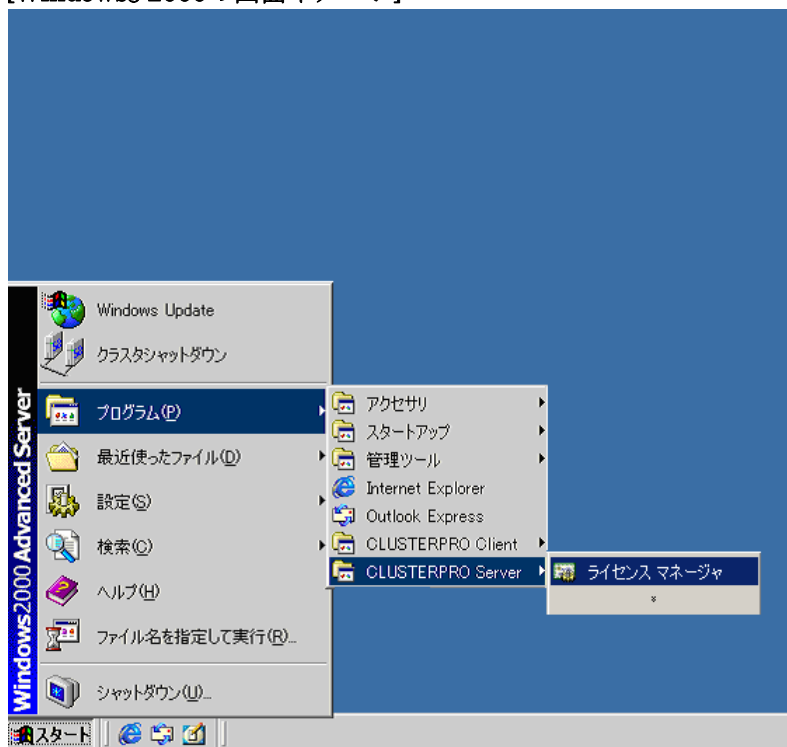 Windows Update
クラスタシャットダウン
プログラム(P)
最近使ったファイル(D)
設定(S)
検索(C)
ヘルプ(H)
ファイル名を指定して実行(R)...
シャットダウン(U)...
Windows2000 Advanced Server
アクセサリ
スタートアップ
管理ツール
Internet Explorer
Outlook Express
CLUSTERPRO Client
CLUSTERPRO Server
ライセンス マネージャ
スタート